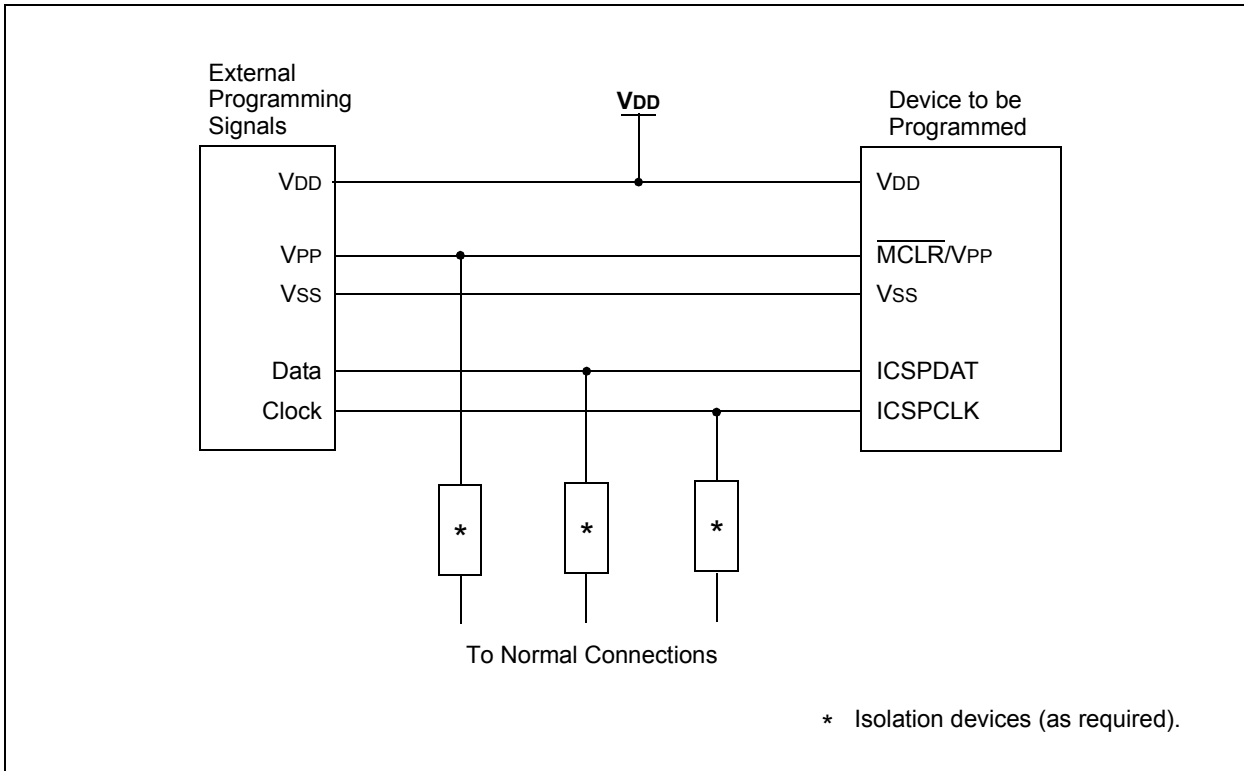 External
Programming
Signals
VDD
Device to be
Programmed
VDD
VDD
VPP
MCLR/VPP
VSS
VSS
Data
ICSPDAT
Clock
ICSPCLK
*
*
*
To Normal Connections
* Isolation devices (as required).